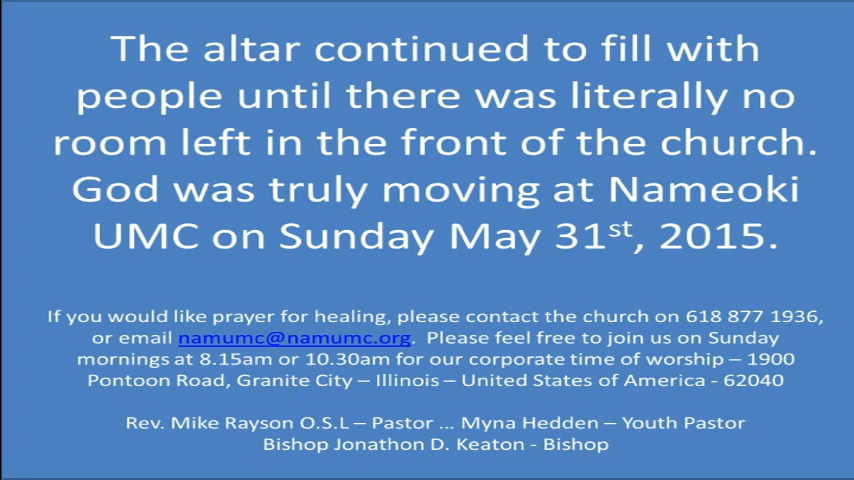 The altar continued to fill with
people until there was literally no
room left in the front of the church.
God was truly moving at Nameoki
UMC on Sunday May 31st, 2015.
If you would like prayer for healing, please contact the church on 618 877 1936,
or email namumc@namumc.org.  Please feel free to join us on Sunday
mornings at 8.15am or 10.30am for our corporate time of worship – 1900
Pontoon Road, Granite City – Illinois – United States of America - 62040
Rev. Mike Rayson O.S.L – Pastor ... Myna Hedden – Youth Pastor
Bishop Jonathon D. Keaton - Bishop